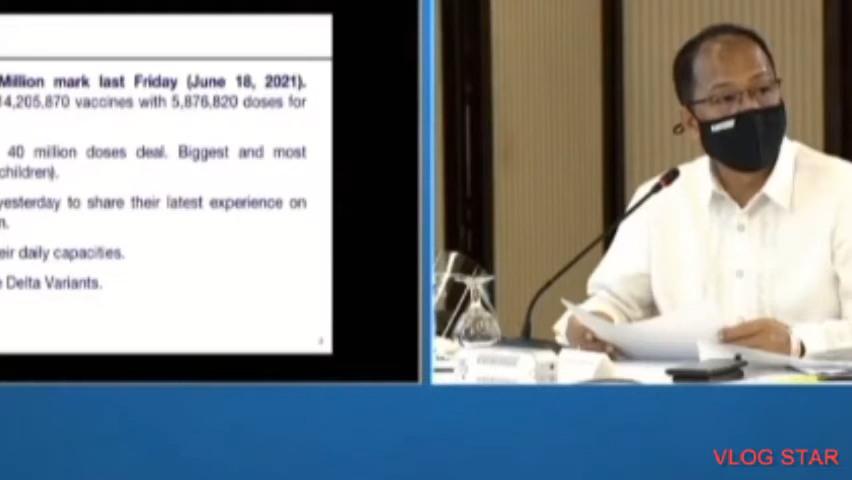 Million mark last Friday (June 18, 2021).
14,205,870 vaccines with 5,876,820 doses for
40 million doses deal. Biggest and most
children).
yesterday to share their latest experience on
eir daily capacities.
Delta Variants.
VLOG STAR